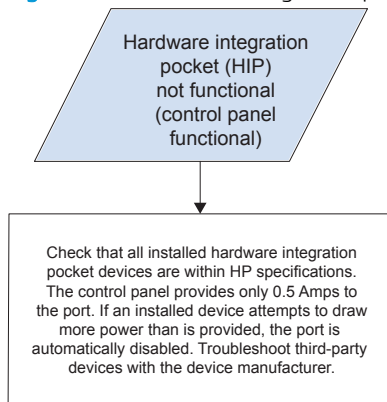 Hardware integration
pocket (HIP)
not functional
(control panel
functional)
Check that all installed hardware integration
pocket devices are within HP specifications.
The control panel provides only 0.5 Amps to
the port. If an installed device attempts to draw
more power than is provided, the port is
automatically disabled. Troubleshoot third-party
devices with the device manufacturer.